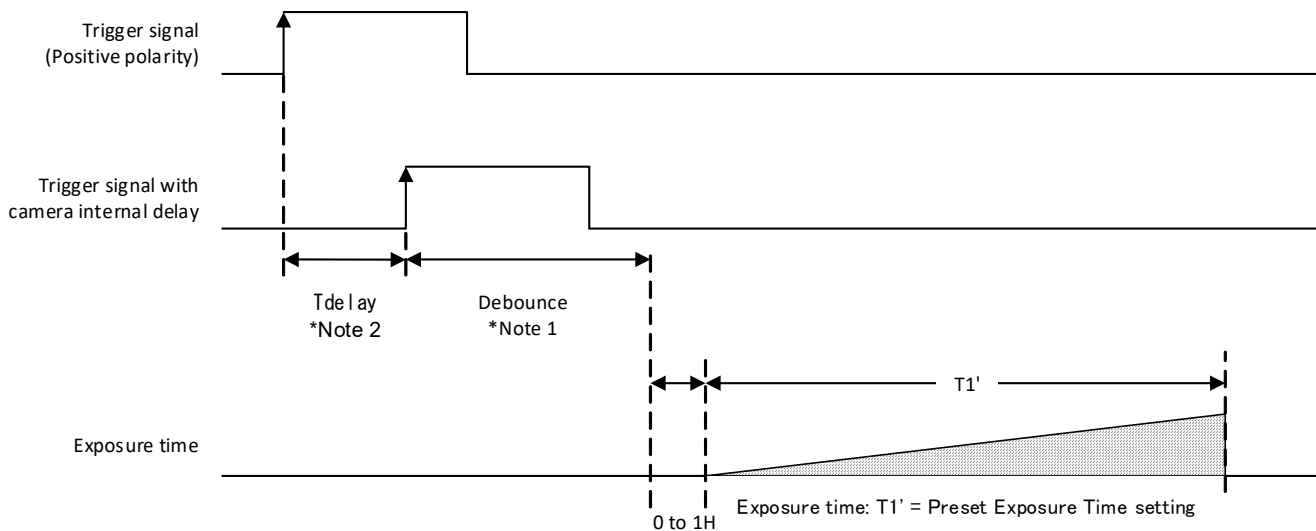 Trigger signal
(Positive polarity)
Trigger signal with
camera internal delay
Tdelay
*Note 2
Debounce
*Note 1
T1'
Exposure time
0 to 1H
Exposure time: T1' = Preset Exposure Time setting